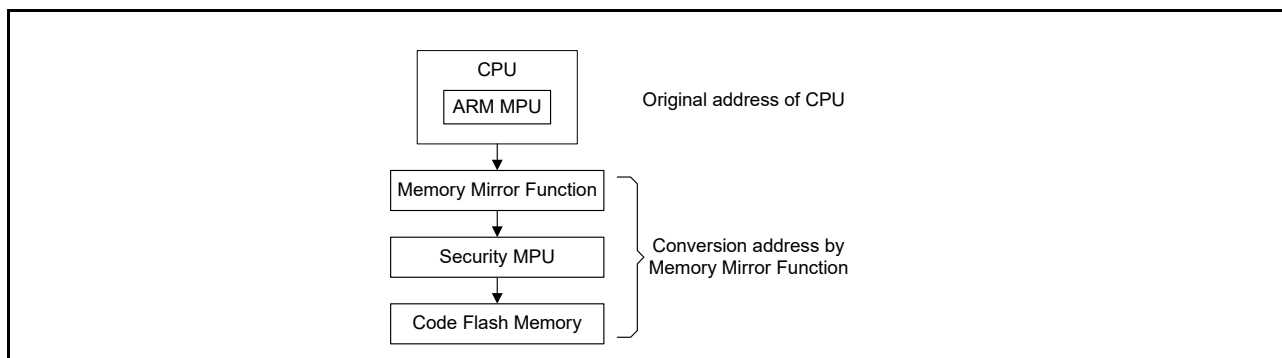 CPU
ARM MPU
Original address of CPU
Memory Mirror Function
Security MPU
Conversion address by
Memory Mirror Function
Code Flash Memory